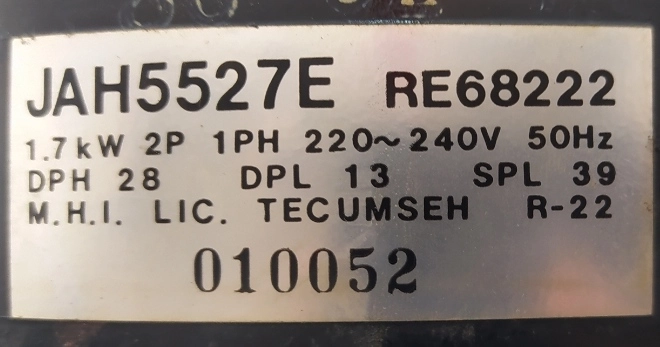 JAH5527E RE68222
1.7kW 2P 1PH 220~240V 50Hz
DPH 28 DPL 13 SPL 39
M.H.I. LIC. TECUMSEH R-22
010052